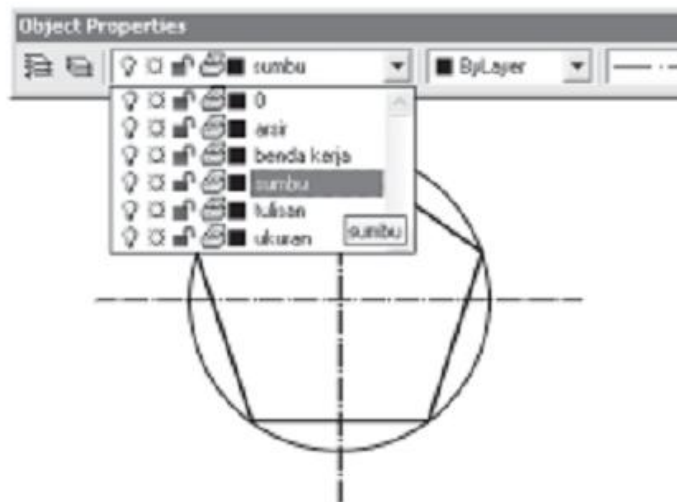 Object Properties
sumbu
ByLayer
0
arsir
benda kerja
sumbu
tulisan
ukuran
sumbu